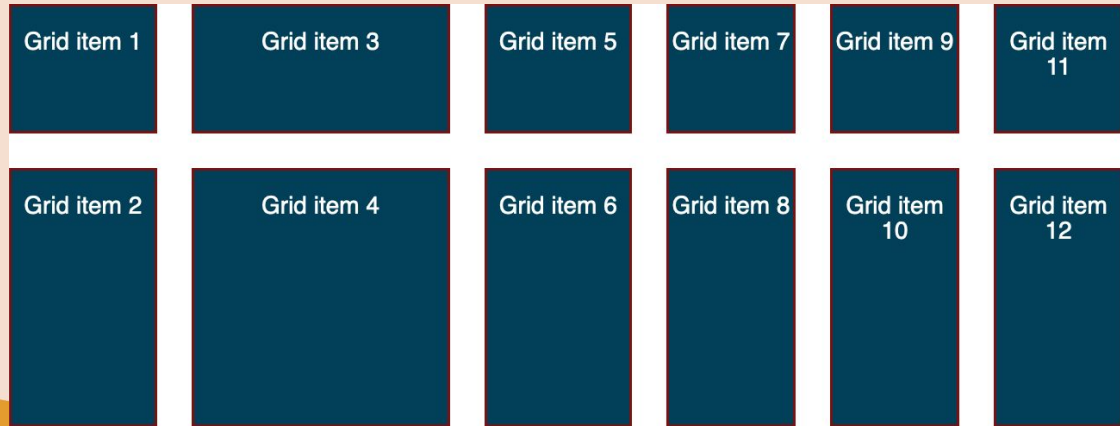 Grid item 1
Grid item 3
Grid item 5
Grid item 7
Grid item 9
Grid item
11
Grid item 2
Grid item 4
Grid item 6
Grid item 8
Grid item
10
Grid item
12